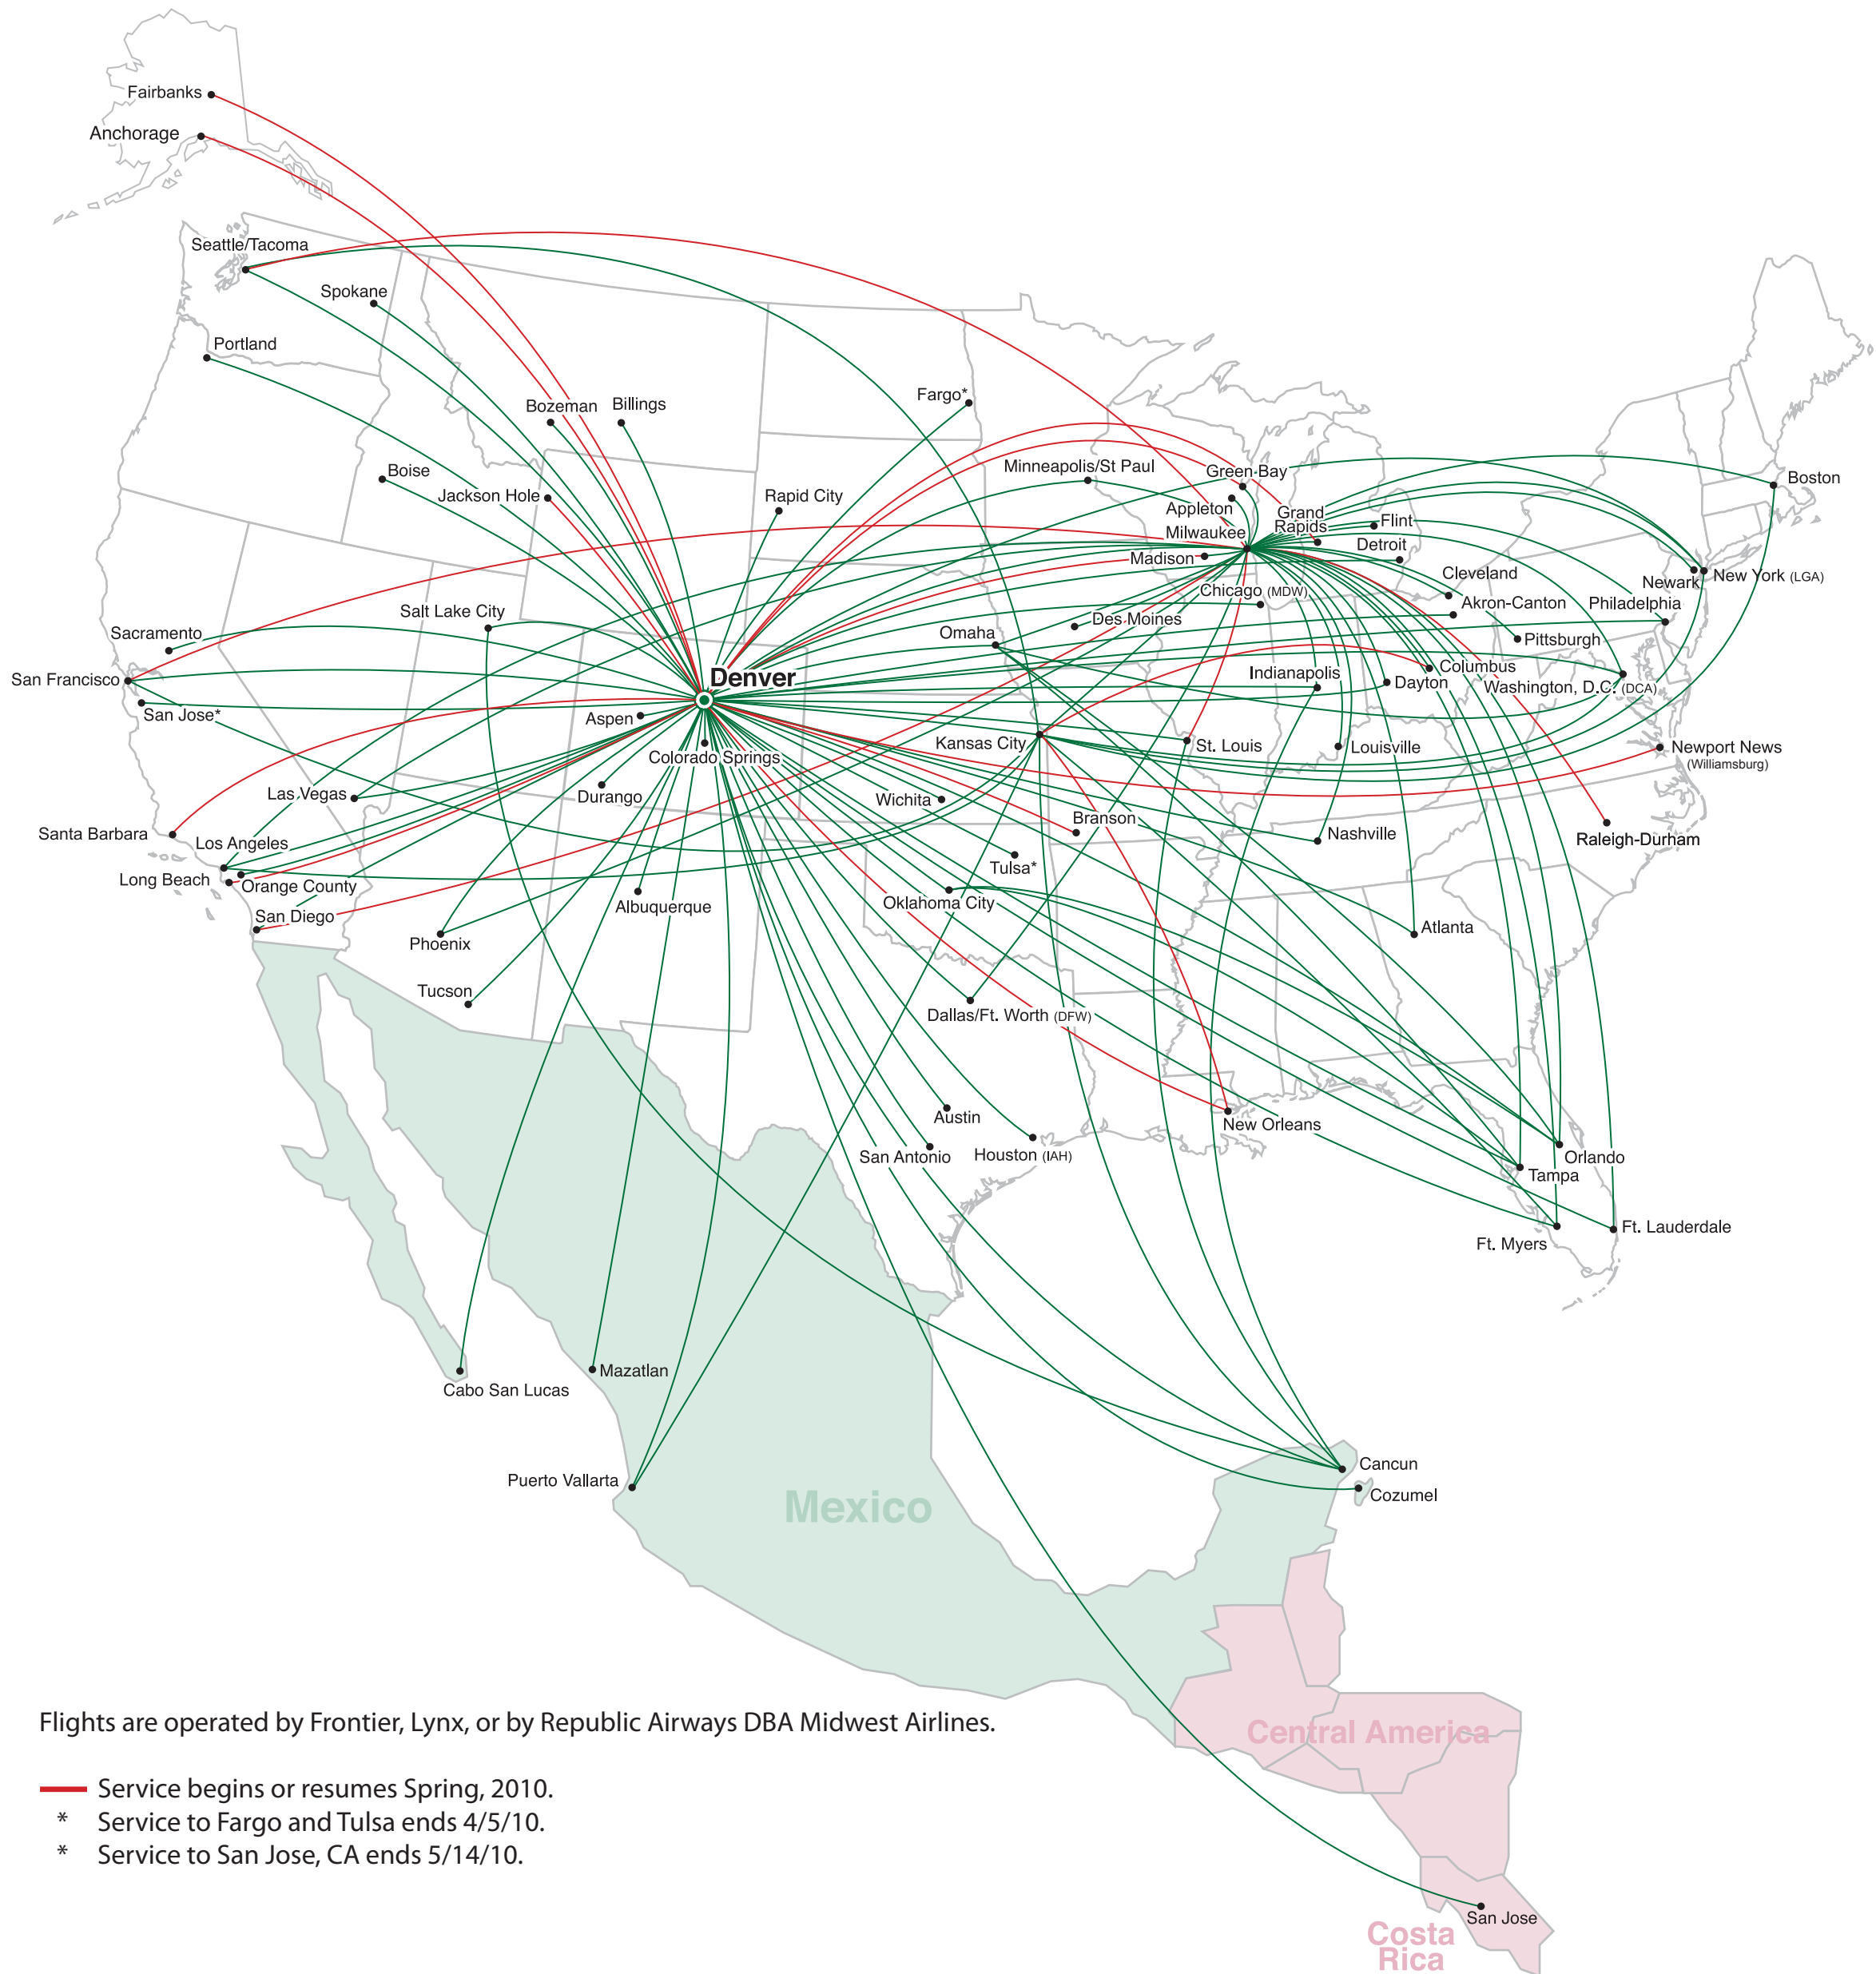 Fairbanks
Anchorage
Seattle/Tacoma
Spokane
Portland
Fargo*
Bozeman
Billings
Minneapolis/St Paul
Green Bay
Boise
Boston
Jackson Hole
Rapid City
Appleton
Grand
Rapids
Flint
Milwaukee
Detroit
Madison
Cleveland
Newark
New York (LGA)
Chicago (MDW)
Akron-Canton
Philadelphia
Salt Lake City
Des Moines
Sacramento
Omaha
Pittsburgh
Columbus
San Francisco
Denver
Indianapolis
Dayton
Washington, D.C. (DCA)
San Jose*
Aspen
Kansas City
St. Louis
Louisville
Newport News
(Williamsburg)
Colorado Springs
Las Vegas
Durango
Wichita
Branson
Santa Barbara
Nashville
Raleigh-Durham
Los Angeles
Tulsa*
Long Beach
Orange County
Oklahoma City
Albuquerque
San Diego
Atlanta
Phoenix
Tucson
Dallas/Ft. Worth (DFW)
Austin
New Orleans
San Antonio
Houston (IAH)
Orlando
Tampa
Ft. Lauderdale
Ft. Myers
Mazatlan
Cabo San Lucas
Cancun
Puerto Vallarta
Cozumel
Mexico
Flights are operated by Frontier, Lynx, or by Republic Airways DBA Midwest Airlines.
Central America
Service begins or resumes Spring, 2010.
* Service to Fargo and Tulsa ends 4/5/10.
* Service to San Jose, CA ends 5/14/10.
San Jose
Costa
Rica